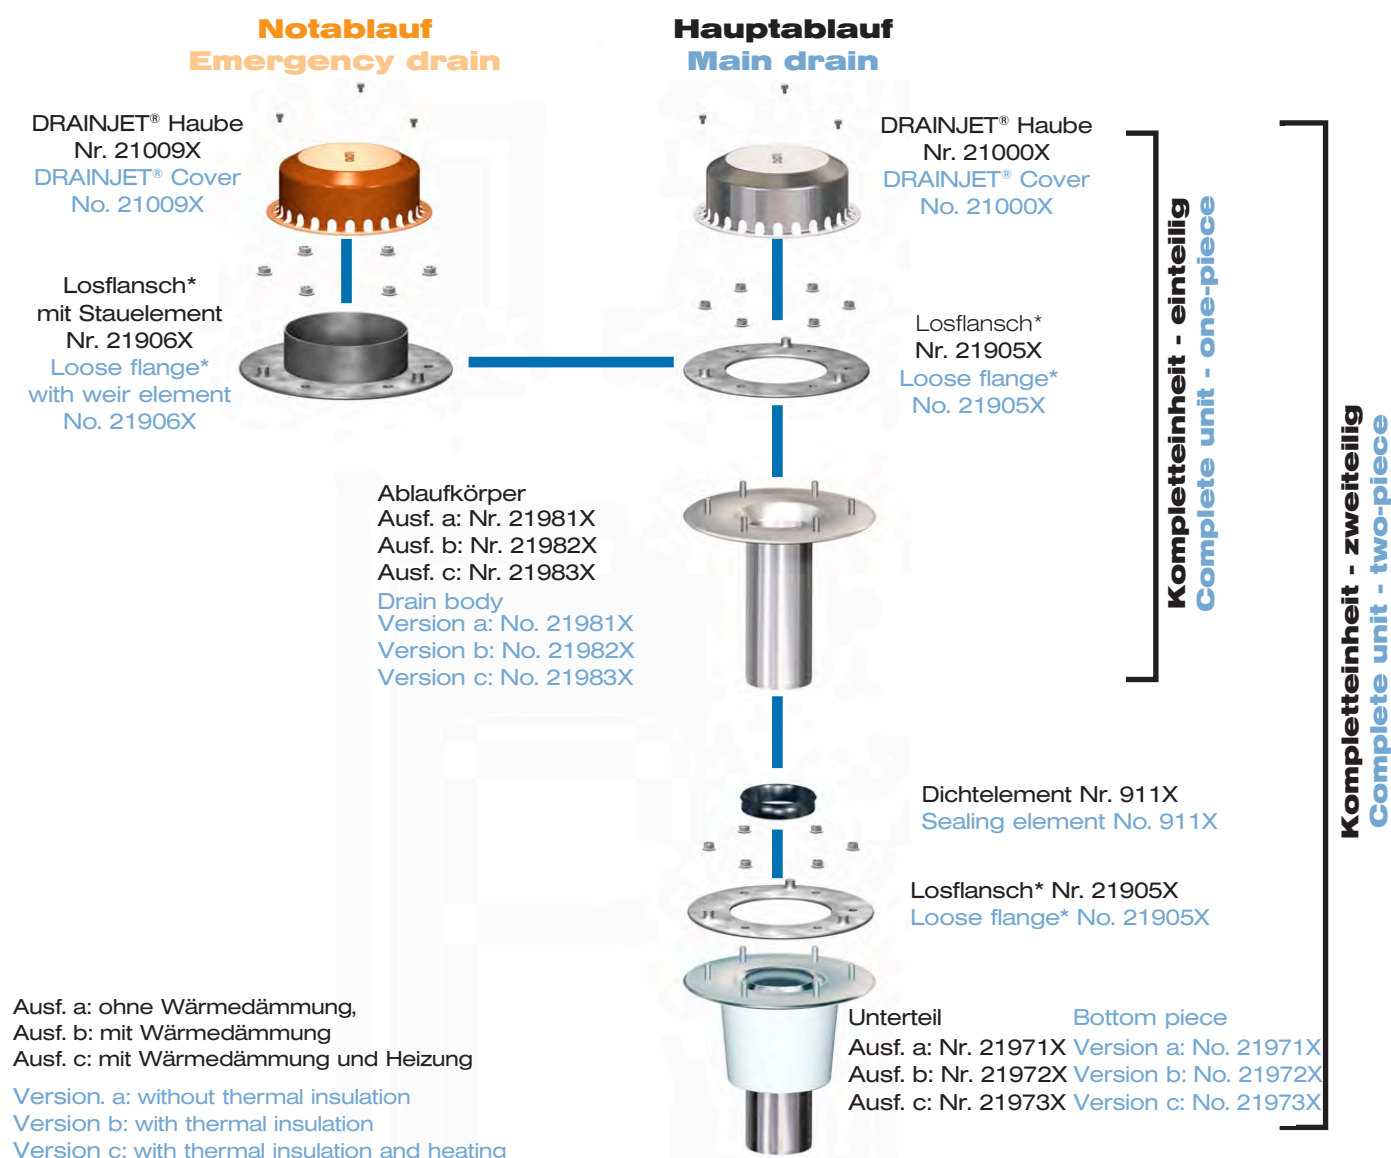 Notablauf
Emergency drain
Hauptablauf
Main drain
DRAINJET® Haube
Nr. 21009X
DRAINJET® Cover
No. 21009X
DRAINJET® Haube
Nr. 21000X
DRAINJET® Cover
No. 21000X
Losflansch*
mit Stauelement
Nr. 21906X
Loose flange*
with weir element
No. 21906X
Losflansch*
Nr. 21905X
Loose flange*
No. 21905X
Ablaufkörper
Ausf. a: Nr. 21981X
Ausf. b: Nr. 21982X
Ausf. c: Nr. 21983X
Drain body
Version a: No. 21981X
Version b: No. 21982X
Version c: No. 21983X
Kompletteinheit - einteilig
Complete unit - one-piece
Kompletteinheit - zweiteilig
Complete unit - two-piece
Dichtelement Nr. 911X
Sealing element No. 911X
Losflansch* Nr. 21905X
Loose flange* No. 21905X
Unterteil
Ausf. a: Nr. 21971X
Ausf. b: Nr. 21972X
Ausf. c: Nr. 21973X
Bottom piece
Version a: No. 21971X
Version b: No. 21972X
Version c: No. 21973X
Ausf. a: ohne Wärmedämmung,
Ausf. b: mit Wärmedämmung
Ausf. c: mit Wärmedämmung und Heizung
Version. a: without thermal insulation
Version b: with thermal insulation
Version c: with thermal insulation and heating